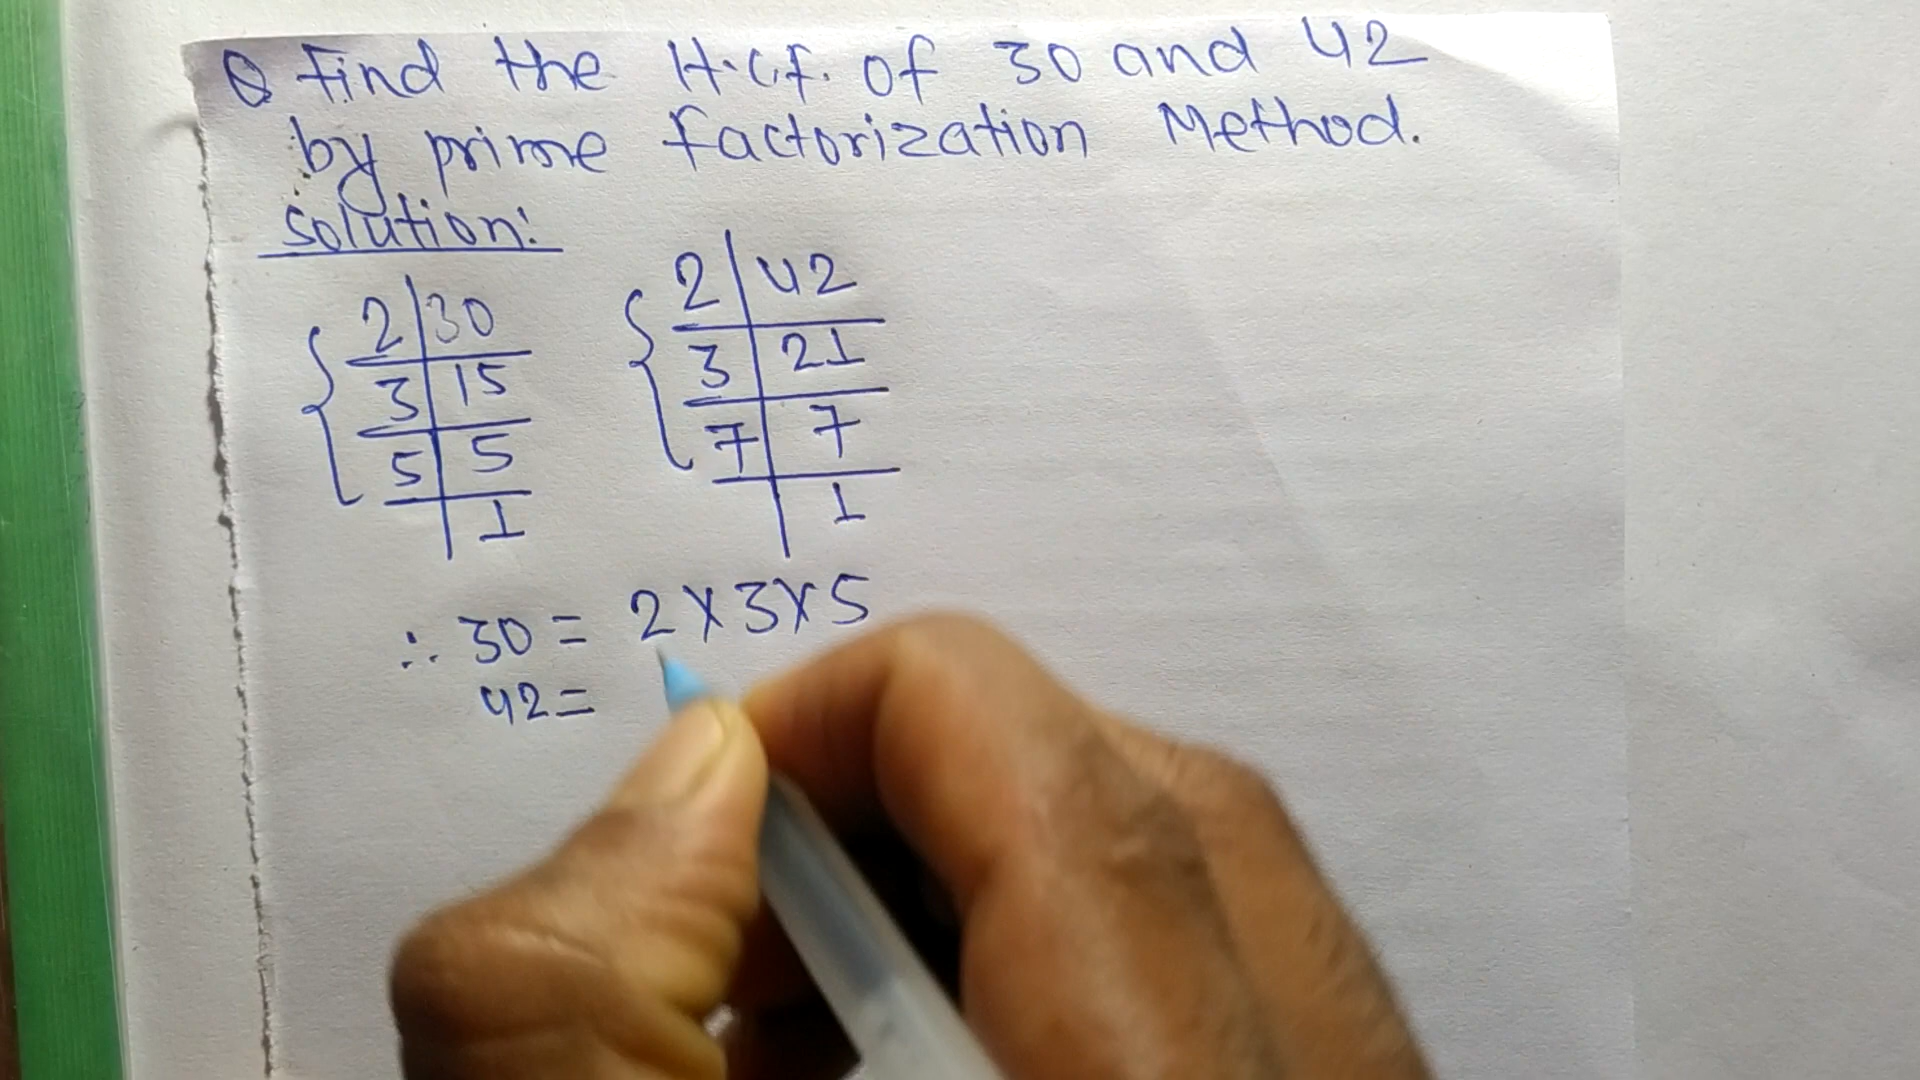 Q Find the H.C.F. of 30 and 42
by prime factorization Method.
Solution:
2 | 30
3 | 15
5 | 5
1
2 | 42
3 | 21
7 | 7
1
∴ 30 = 2 X 3 X 5
42 =